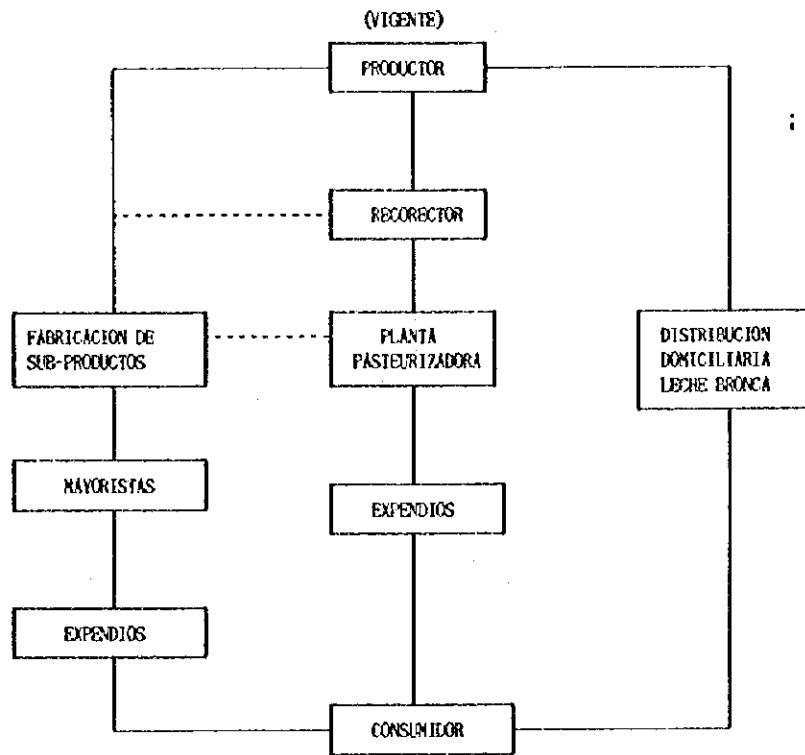 (VIGENTE)
PRODUCTOR
RECORECTOR
FABRICACION DE
SUB-PRODUCTOS
PLANTA
PASTEURIZADORA
DISTRIBUCION
DOMICILIARIA
LECHE BRONCA
MAYORISTAS
EXPENDIOS
EXPENDIOS
CONSUMIDOR